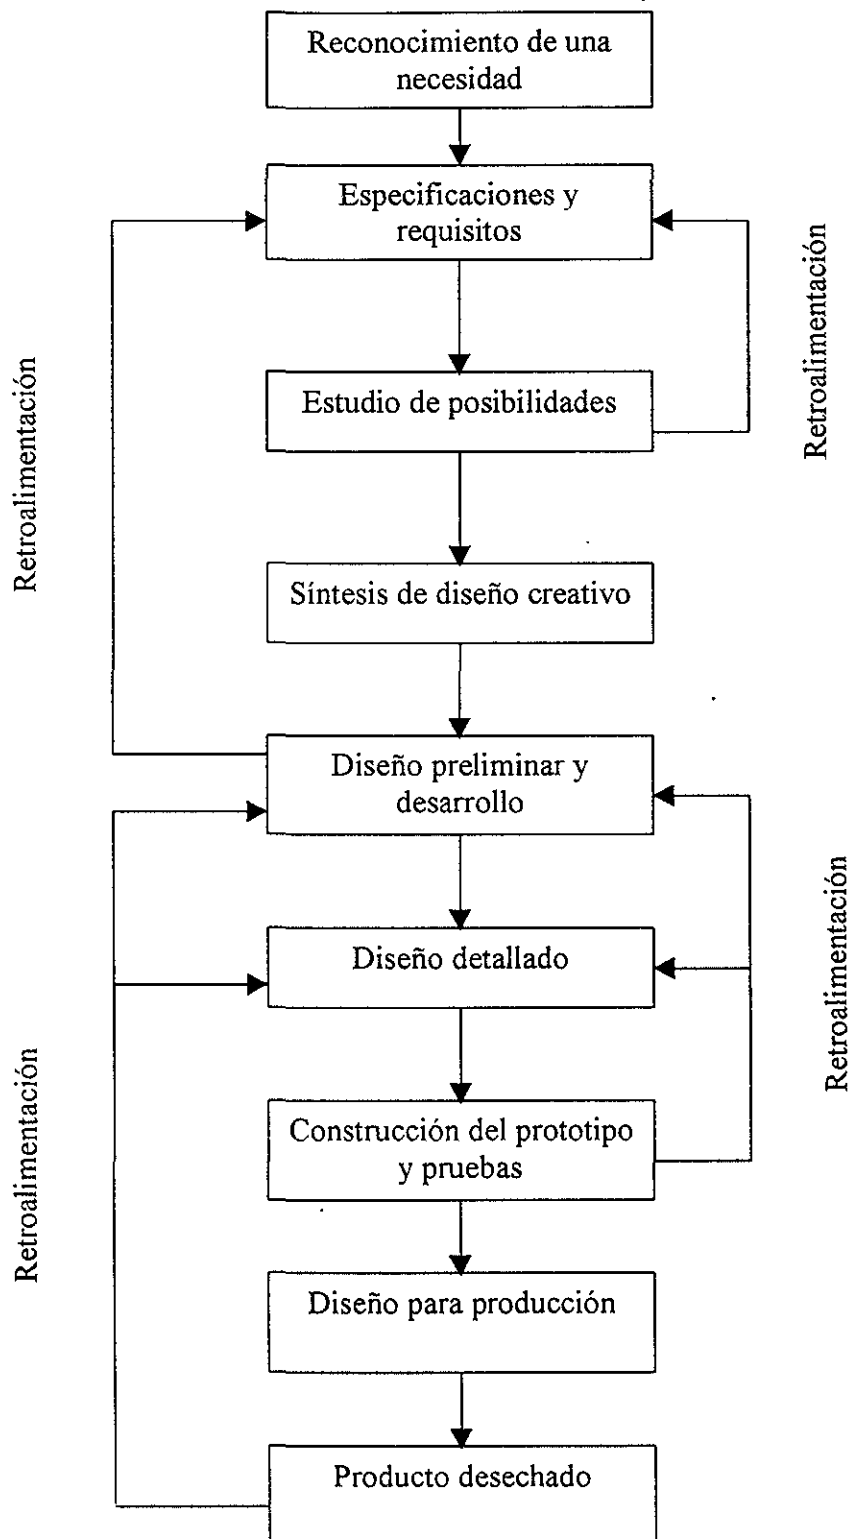 Reconocimiento de una
necesidad
Especificaciones y
requisitos
Retroalimentación
Retroalimentación
Estudio de posibilidades
Síntesis de diseño creativo
Diseño preliminar y
desarrollo
Retroalimentación
Diseño detallado
Retroalimentación
Construcción del prototipo
y pruebas
Diseño para producción
Producto desechado